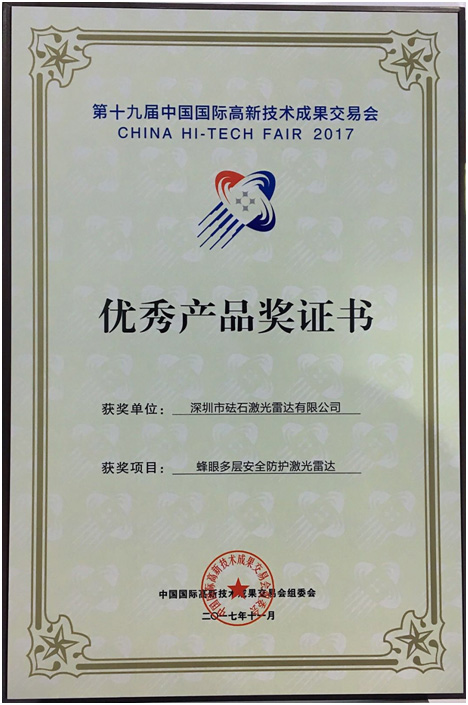 第十九届中国国际高新技术成果交易会
CHINA HI-TECH FAIR 2017
优秀产品奖证书
获奖单位：深圳市砝石激光雷达有限公司
获奖项目：蜂眼多层安全防护激光雷达
中国国际高新技术成果交易会组委会
二〇一七年十一月